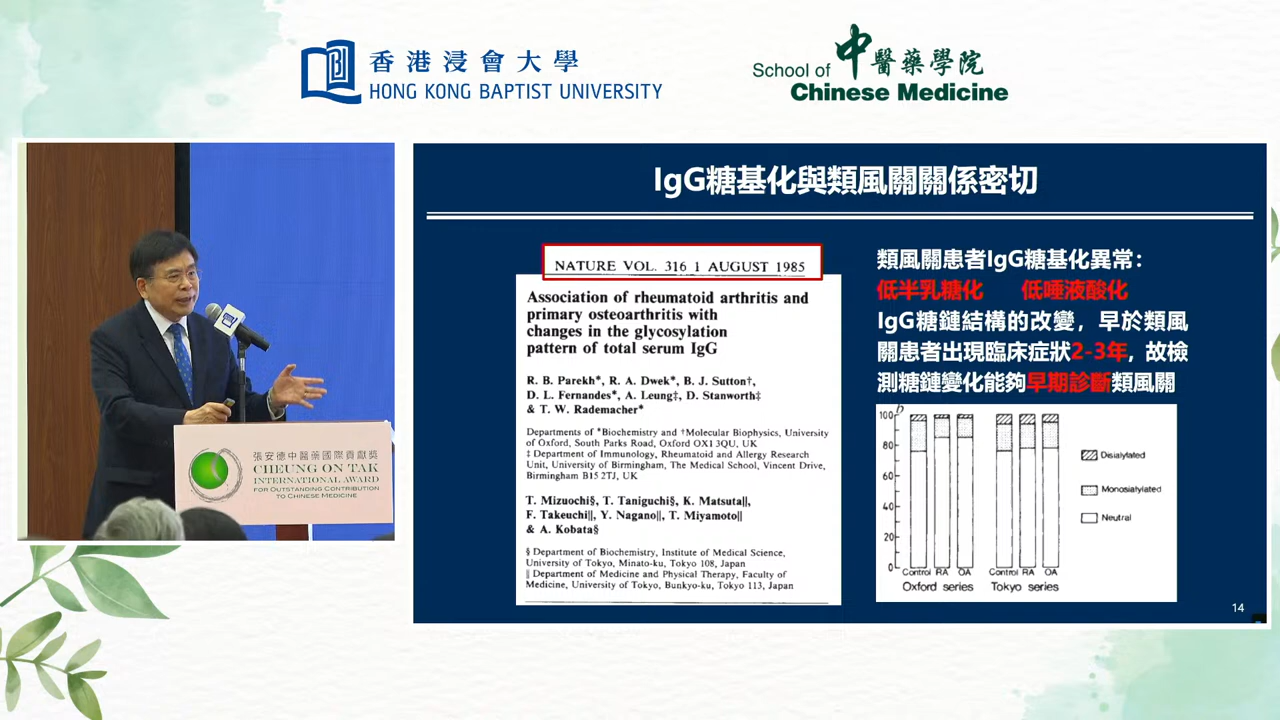 香港浸會大學
HONG KONG BAPTIST UNIVERSITY
School of 中醫藥學院
Chinese Medicine
張安德中醫藥國際貢獻獎
CHEUNG ON TAK
INTERNATIONAL AWARD
FOR OUTSTANDING CONTRIBUTION
TO CHINESE MEDICINE
IgG糖基化與類風關關係密切
NATURE VOL. 316 1 AUGUST 1985
Association of rheumatoid arthritis and
primary osteoarthritis with
changes in the glycosylation
pattern of total serum IgG
R. B. Parekh*, R. A. Dwek*, B. J. Sutton†,
D. L. Fernandes*, A. Leung‡, D. Stanworth‡
& T. W. Rademacher*
Departments of *Biochemistry and †Molecular Biophysics, University
of Oxford, South Parks Road, Oxford OX1 3QU, UK
‡ Department of Immunology, Rheumatoid and Allergy Research
Unit, University of Birmingham, The Medical School, Vincent Drive,
Birmingham B15 2TJ, UK
T. Mizuochi§, T. Taniguchi§, K. Matsuta‖,
F. Takeuchi‖, Y. Nagano‖, T. Miyamoto‖
& A. Kobata§
§ Department of Biochemistry, Institute of Medical Science,
University of Tokyo, Minato-ku, Tokyo 108, Japan
‖ Department of Medicine and Physical Therapy, Faculty of
Medicine, University of Tokyo, Bunkyo-ku, Tokyo 113, Japan
類風關患者IgG糖基化異常：
低半乳糖化 低唾液酸化
IgG糖鏈結構的改變，早於類風
關患者出現臨床症狀2-3年，故檢
測糖鏈變化能夠早期診斷類風關
b
100
80
60
40
20
0
Disialylated
Monosialylated
Neutral
Control RA OA Control RA OA
Oxford series Tokyo series
14